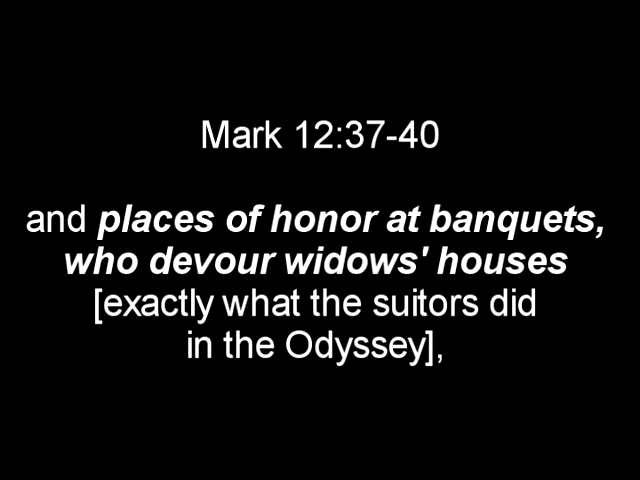 Mark 12:37-40
and places of honor at banquets,
who devour widows' houses
[exactly what the suitors did
in the Odyssey],